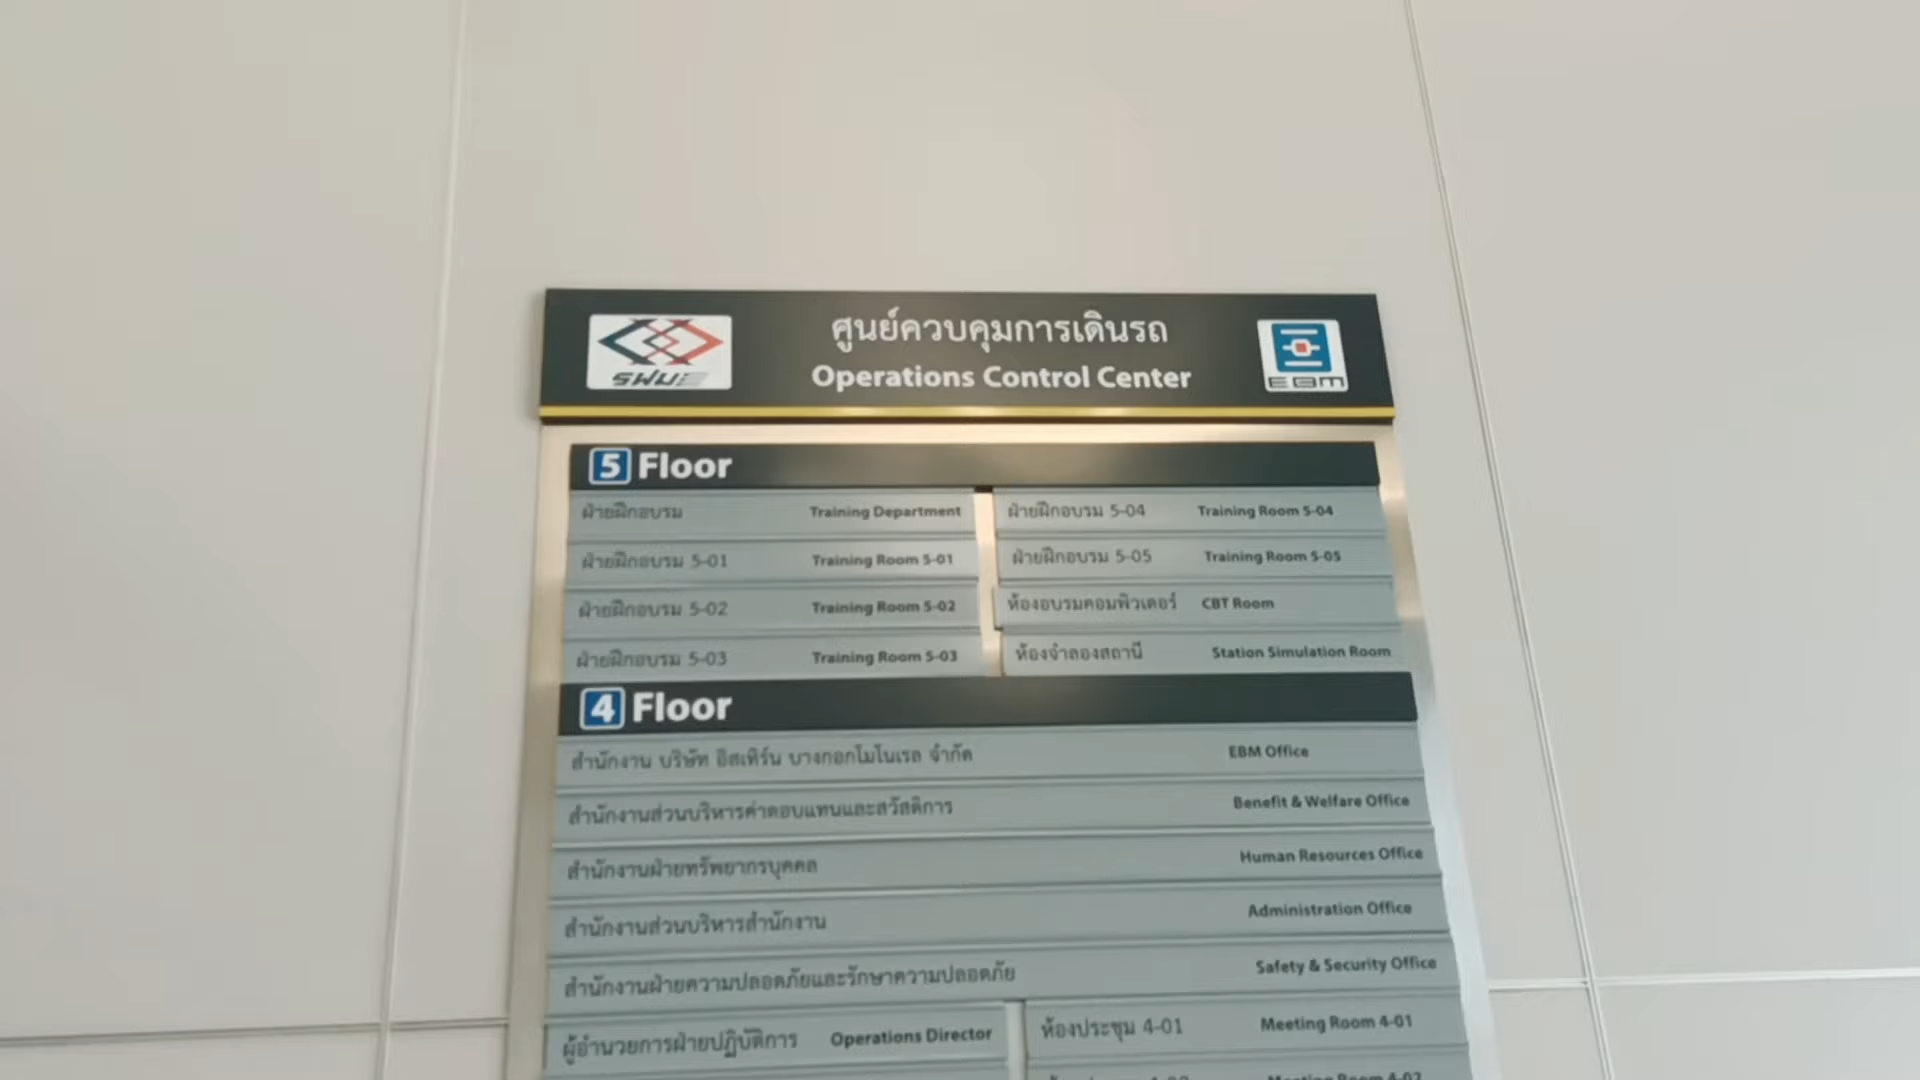 รฟม
ศูนย์ควบคุมการเดินรถ
Operations Control Center
EBM
5 Floor
ฝ่ายฝึกอบรม Training Department
ฝ่ายฝึกอบรม 5-01 Training Room 5-01
ฝ่ายฝึกอบรม 5-02 Training Room 5-02
ฝ่ายฝึกอบรม 5-03 Training Room 5-03
ฝ่ายฝึกอบรม 5-04 Training Room 5-04
ฝ่ายฝึกอบรม 5-05 Training Room 5-05
ห้องอบรมคอมพิวเตอร์ CBT Room
ห้องจำลองสถานี Station Simulation Room
4 Floor
สำนักงาน บริษัท อีสเทิร์น บางกอกโมโนเรล จำกัด EBM Office
สำนักงานส่วนบริหารค่าตอบแทนและสวัสดิการ Benefit & Welfare Office
สำนักงานฝ่ายทรัพยากรบุคคล Human Resources Office
สำนักงานส่วนบริหารสำนักงาน Administration Office
สำนักงานฝ่ายความปลอดภัยและรักษาความปลอดภัย Safety & Security Office
ผู้อำนวยการฝ่ายปฏิบัติการ Operations Director
ห้องประชุม 4-01 Meeting Room 4-01
Meeting Room 4-02